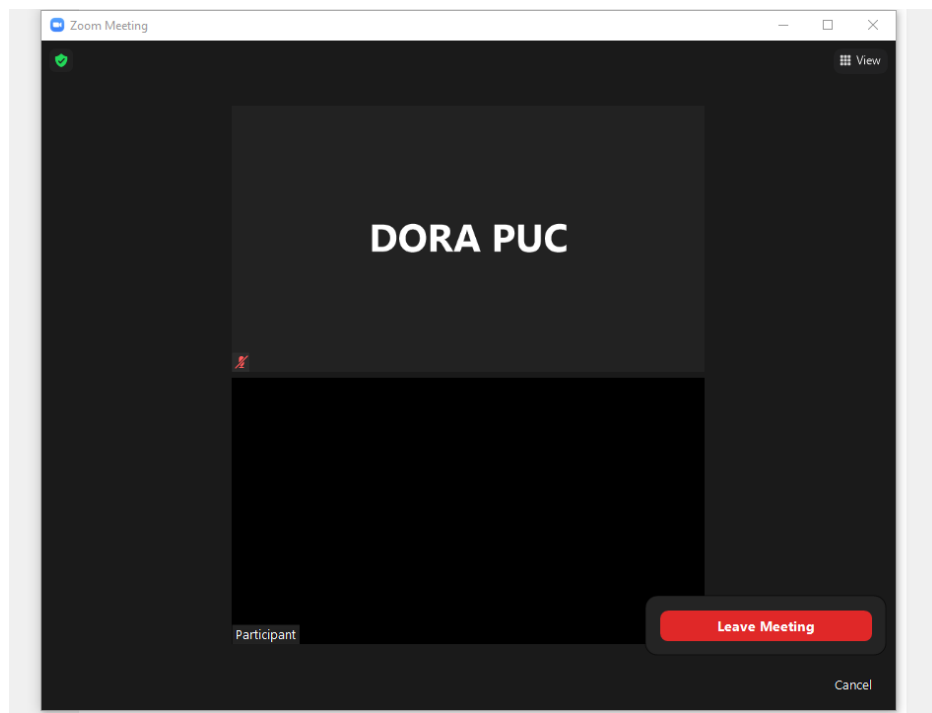 Zoom Meeting
View
DORA PUC
Participant
Leave Meeting
Cancel